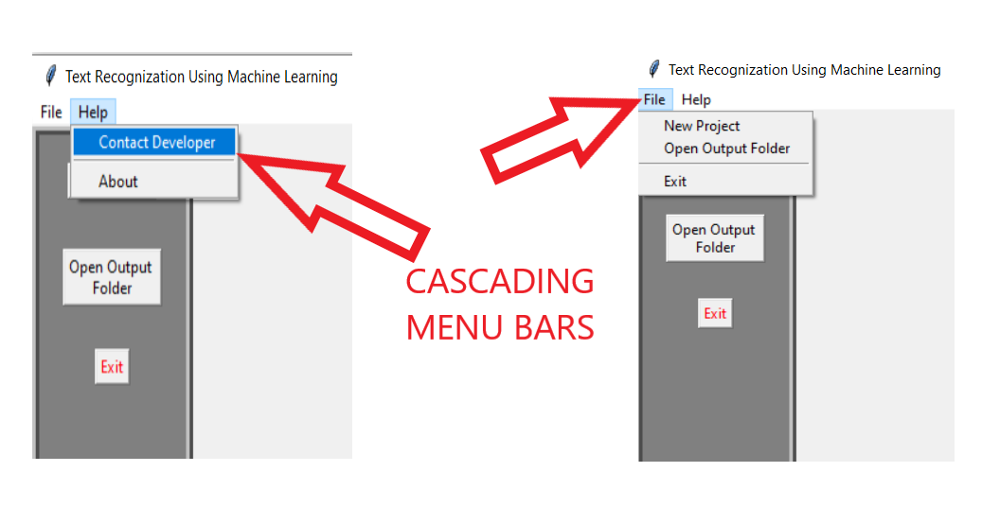 Text Recognization Using Machine Learning
File Help
Contact Developer
About
Open Output
Folder
Exit
CASCADING
MENU BARS
Text Recognization Using Machine Learning
File Help
New Project
Open Output Folder
Exit
Open Output
Folder
Exit